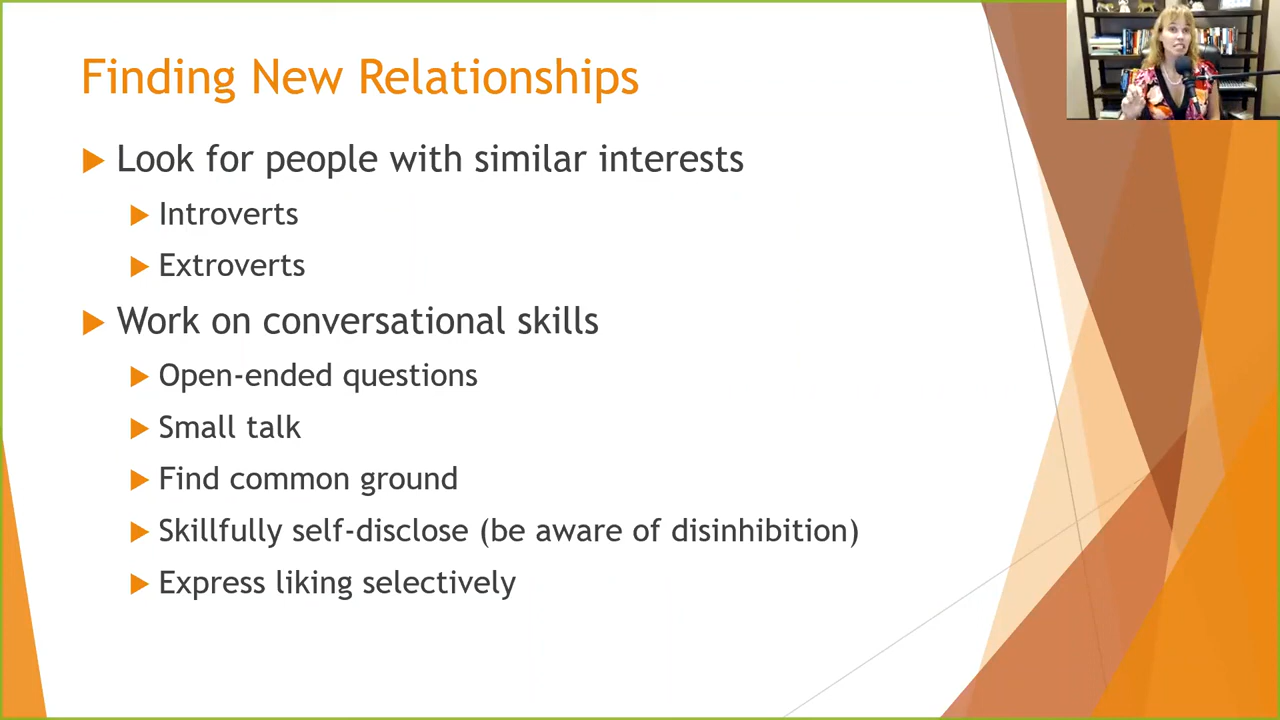 Finding New Relationships
Look for people with similar interests
Introverts
Extroverts
Work on conversational skills
Open-ended questions
Small talk
Find common ground
Skillfully self-disclose (be aware of disinhibition)
Express liking selectively